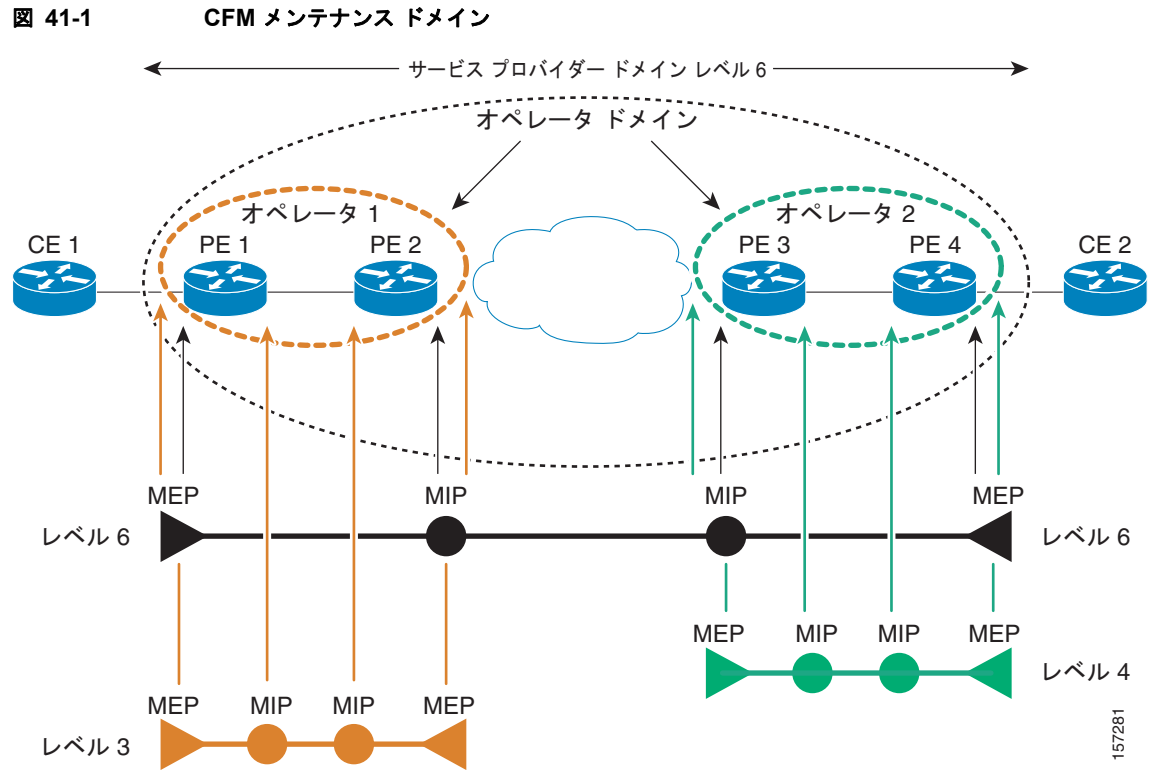 図 41-1 CFM メンテナンス ドメイン
サービス プロバイダー ドメイン レベル 6
オペレータ ドメイン
オペレータ 1
オペレータ 2
CE 1
PE 1
PE 2
PE 3
PE 4
CE 2
MEP
MIP
MIP
MEP
レベル 6
レベル 6
MEP
MIP
MIP
MEP
レベル 4
MEP
MIP
MIP
MEP
レベル 3
157281